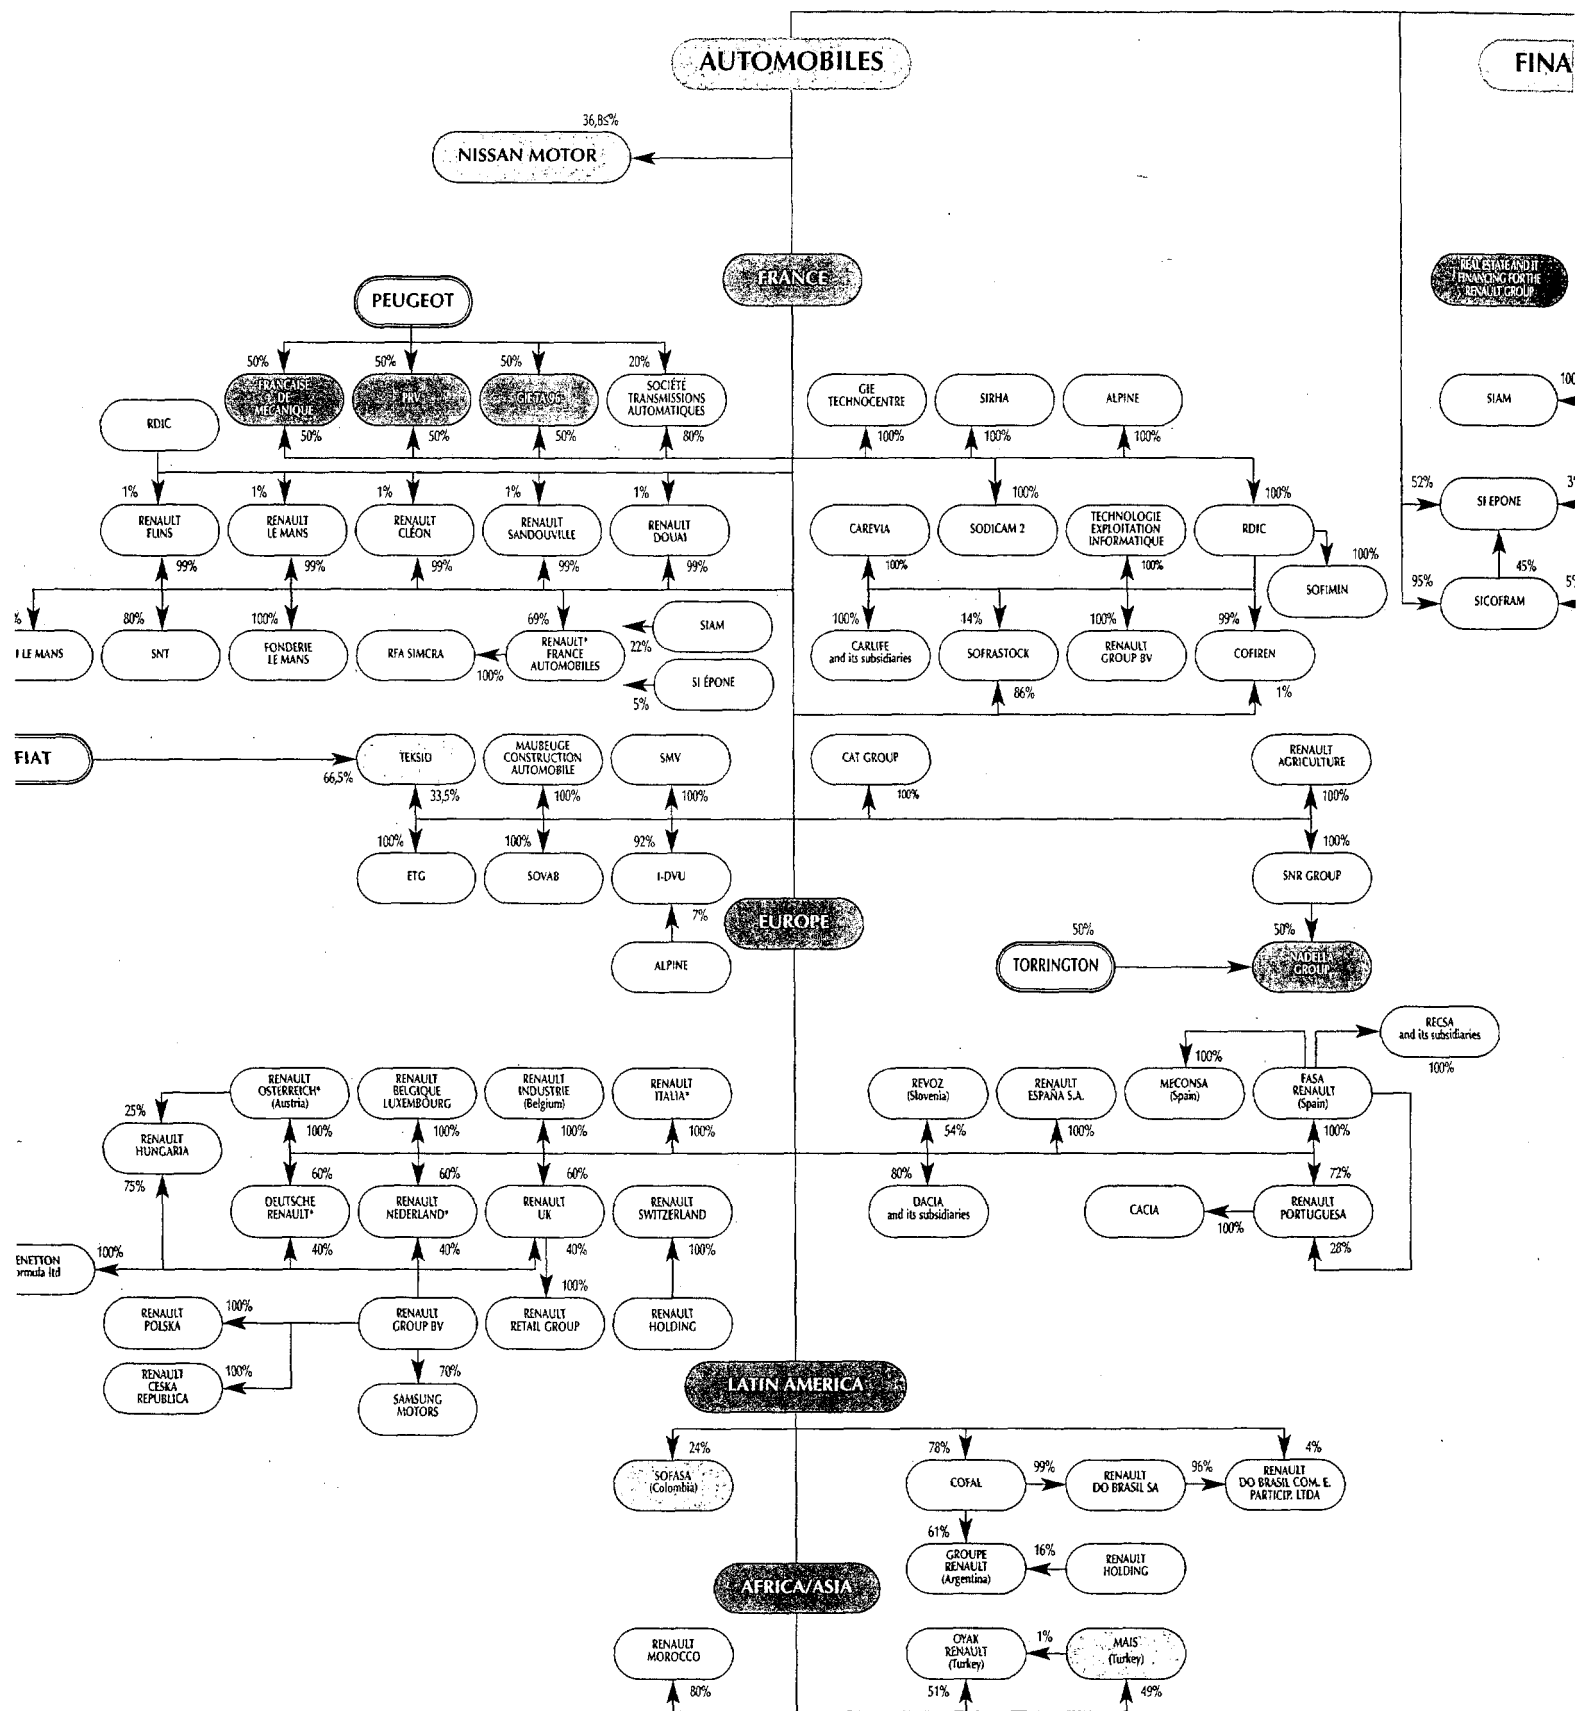 AUTOMOBILES
FINA
36,85%
NISSAN MOTOR
FRANCE
REAL ESTATE AND IT
FINANCING FOR THE
RENAULT GROUP
PEUGEOT
50%
50%
50%
20%
FRANÇAISE
DE
MÉCANIQUE
PRV
GIE TA 96
SOCIÉTÉ
TRANSMISSIONS
AUTOMATIQUES
GIE
TECHNOCENTRE
SIRHA
ALPINE
SIAM
100
RDIC
50%
50%
50%
80%
100%
100%
100%
1%
1%
1%
1%
1%
100%
100%
52%
3%
RENAULT
FLINS
RENAULT
LE MANS
RENAULT
CLÉON
RENAULT
SANDOUVILLE
RENAULT
DOUAI
CAREVIA
SODICAM 2
TECHNOLOGIE
EXPLOITATION
INFORMATIQUE
RDIC
SI EPONE
99%
99%
99%
99%
99%
100%
100%
100%
SOFIMIN
45%
95%
5%
SICOFRAM
%
80%
100%
69%
SIAM
22%
100%
14%
100%
99%
LE MANS
SNT
FONDERIE
LE MANS
RFA SIMCRA
100%
RENAULT*
FRANCE
AUTOMOBILES
CARLIFE
and its subsidiaries
SOFRASTOCK
RENAULT
GROUP BV
COFIREN
SI ÉPONE
5%
86%
1%
FIAT
66,5%
TEKSID
MAUBEUGE
CONSTRUCTION
AUTOMOBILE
SMV
CAT GROUP
RENAULT
AGRICULTURE
33,5%
100%
100%
100%
100%
100%
100%
92%
100%
ETG
SOVAB
I-DVU
SNR GROUP
7%
ALPINE
EUROPE
50%
50%
TORRINGTON
NADELLA
GROUP
RECSA
and its subsidiaries
100%
100%
RENAULT
OSTERREICH*
(Austria)
RENAULT
BELGIQUE
LUXEMBOURG
RENAULT
INDUSTRIE
(Belgium)
RENAULT
ITALIA*
REVOZ
(Slovenia)
RENAULT
ESPAÑA S.A.
MECONSA
(Spain)
FASA
RENAULT
(Spain)
25%
RENAULT
HUNGARIA
75%
100%
100%
100%
100%
54%
100%
100%
60%
60%
60%
80%
72%
DEUTSCHE
RENAULT*
RENAULT
NEDERLAND*
RENAULT
UK
RENAULT
SWITZERLAND
DACIA
and its subsidiaries
CACIA
100%
RENAULT
PORTUGUESA
40%
40%
40%
100%
28%
ENETTON
ormula ltd
100%
100%
RENAULT
POLSKA
100%
RENAULT
GROUP BV
RENAULT
RETAIL GROUP
RENAULT
HOLDING
RENAULT
CESKA
REPUBLICA
100%
70%
SAMSUNG
MOTORS
LATIN AMERICA
24%
78%
4%
SOFASA
(Colombia)
COFAL
99%
RENAULT
DO BRASIL SA
96%
RENAULT
DO BRASIL COM. E.
PARTICIP. LTDA
61%
GROUPE
RENAULT
(Argentina)
16%
RENAULT
HOLDING
AFRICA/ASIA
RENAULT
MOROCCO
80%
OYAK
RENAULT
(Turkey)
1%
MAIS
(Turkey)
51%
49%